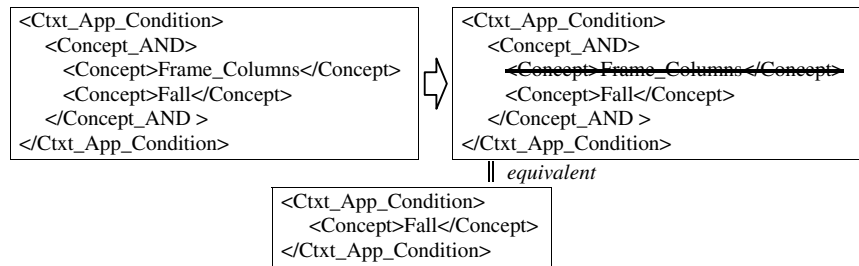 <Ctxt_App_Condition>
<Concept_AND>
<Concept>Frame_Columns</Concept>
<Concept>Fall</Concept>
</Concept_AND >
</Ctxt_App_Condition>
<Ctxt_App_Condition>
<Concept_AND>
<Concept>Frame_Columns</Concept>
<Concept>Fall</Concept>
</Concept_AND >
</Ctxt_App_Condition>
equivalent
<Ctxt_App_Condition>
<Concept>Fall</Concept>
</Ctxt_App_Condition>